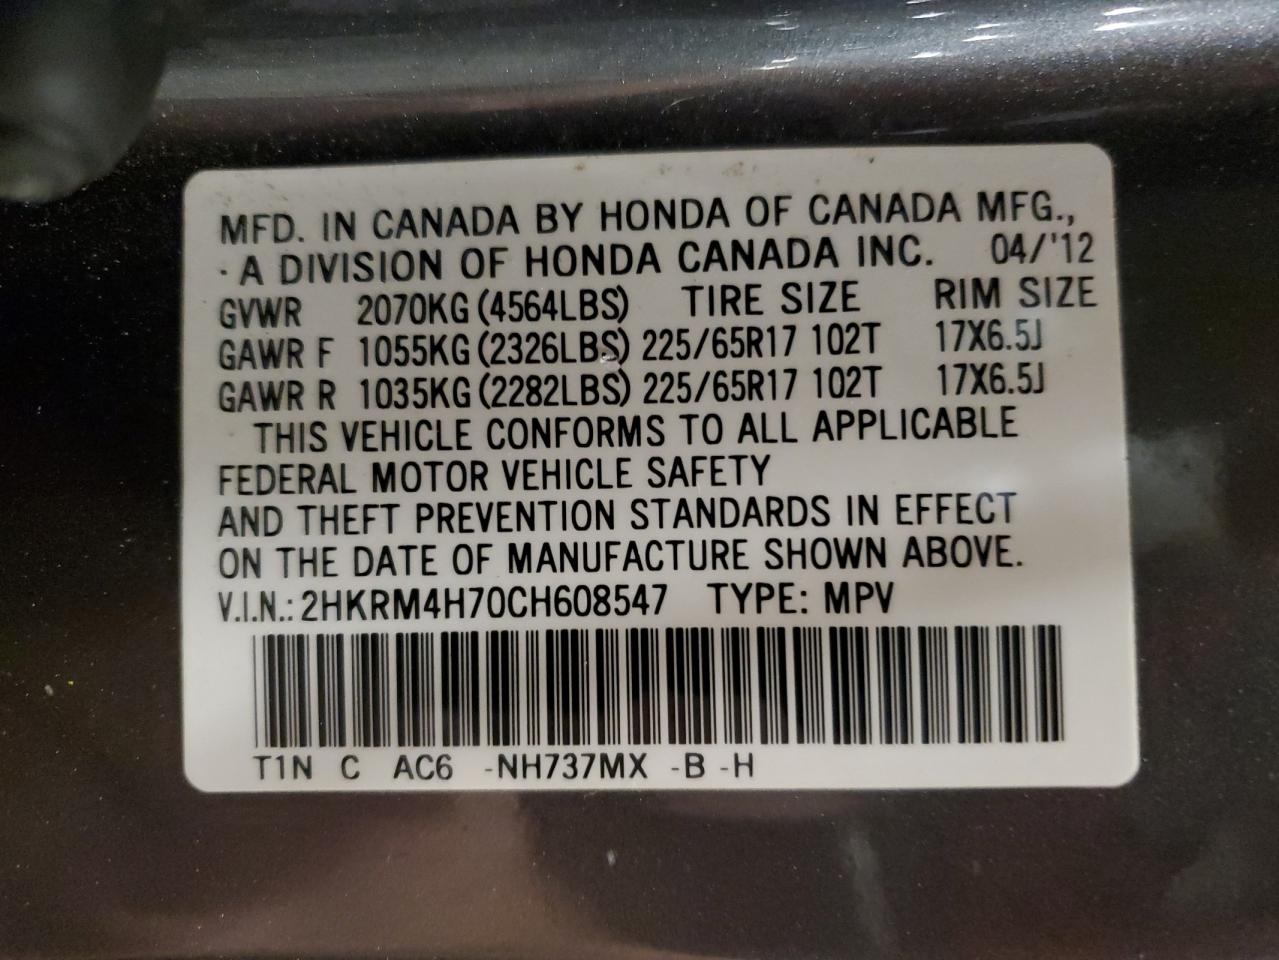 MFD. IN CANADA BY HONDA OF CANADA MFG.,
· A DIVISION OF HONDA CANADA INC. 04/'12
GVWR 2070KG (4564LBS) TIRE SIZE RIM SIZE
GAWR F 1055KG (2326LBS) 225/65R17 102T 17X6.5J
GAWR R 1035KG (2282LBS) 225/65R17 102T 17X6.5J
THIS VEHICLE CONFORMS TO ALL APPLICABLE
FEDERAL MOTOR VEHICLE SAFETY
AND THEFT PREVENTION STANDARDS IN EFFECT
ON THE DATE OF MANUFACTURE SHOWN ABOVE.
V.I.N.: 2HKRM4H70CH608547 TYPE: MPV
T1N C AC6 -NH737MX -B -H